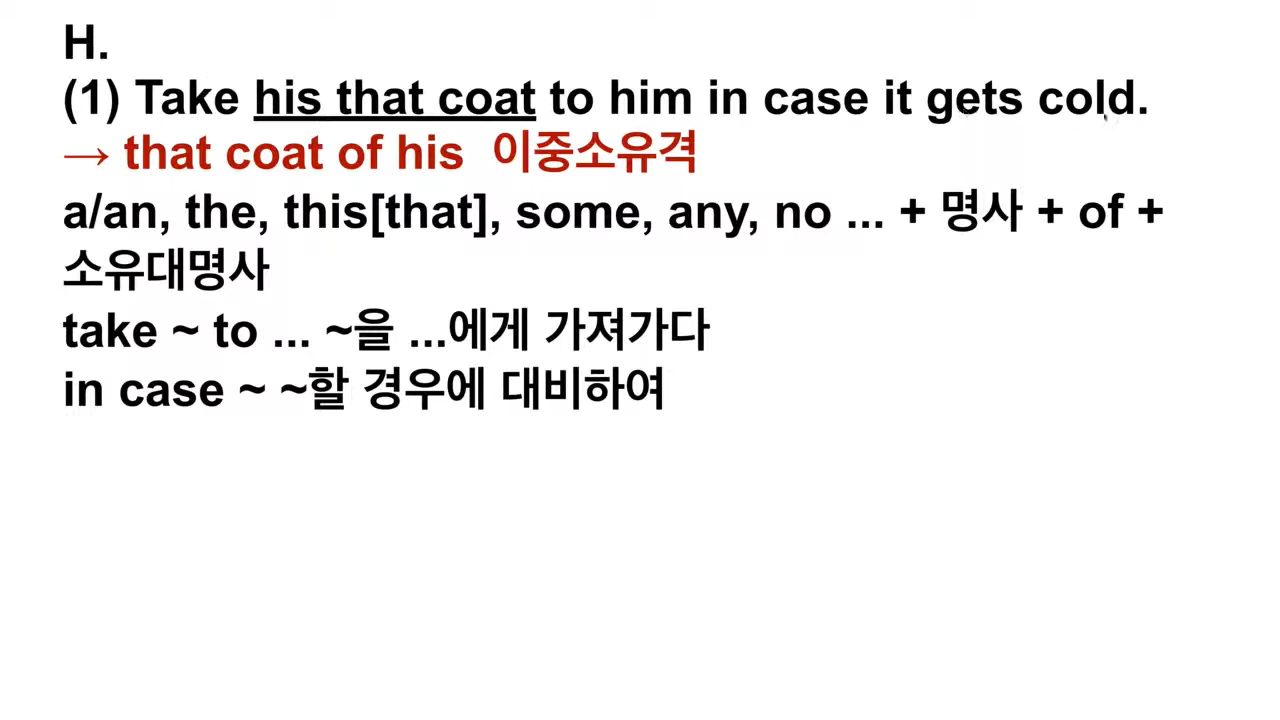 H.
(1) Take his that coat to him in case it gets cold.
→ that coat of his 이중소유격
a/an, the, this[that], some, any, no ... + 명사 + of +
소유대명사
take ~ to ... ~을 ...에게 가져가다
in case ~ ~할 경우에 대비하여